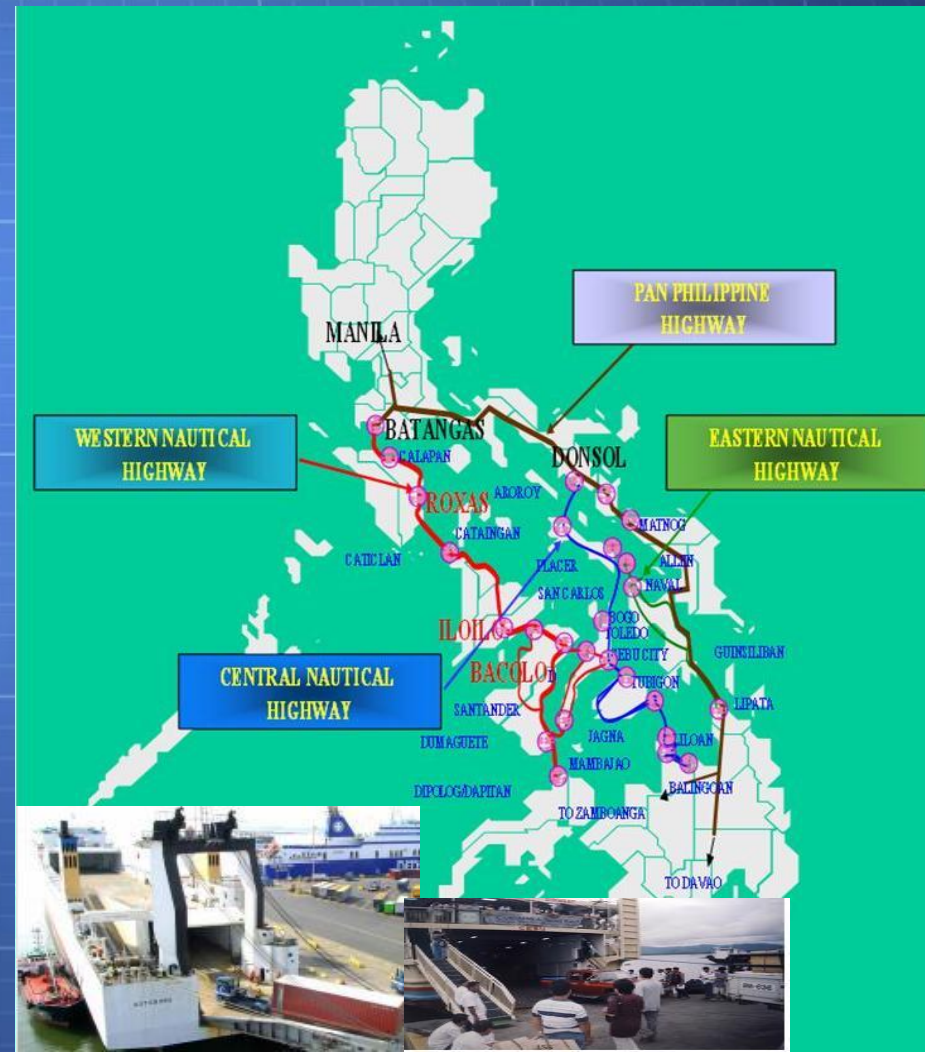 MANILA
PAN PHILIPPINE
HIGHWAY
WESTERN NAUTICAL
HIGHWAY
BATANGAS
CALAPAN
DONSOL
EASTERN NAUTICAL
HIGHWAY
AROROY
ROXAS
MATNOG
CATAINGAN
CATICLAN
PLACER
ALLEN
NAVAL
SAN CARLOS
BOGO
ILOILO
TOLEDO
CEBU CITY
GUINSILIBAN
BACOLOD
CENTRAL NAUTICAL
HIGHWAY
TUBIGON
SANTANDER
LIPATA
DUMAGUETE
JAGNA
LILOAN
MAMBAJAO
DIPOLOG/DAPITAN
BALINGOAN
TO ZAMBOANGA
TO DAVAO